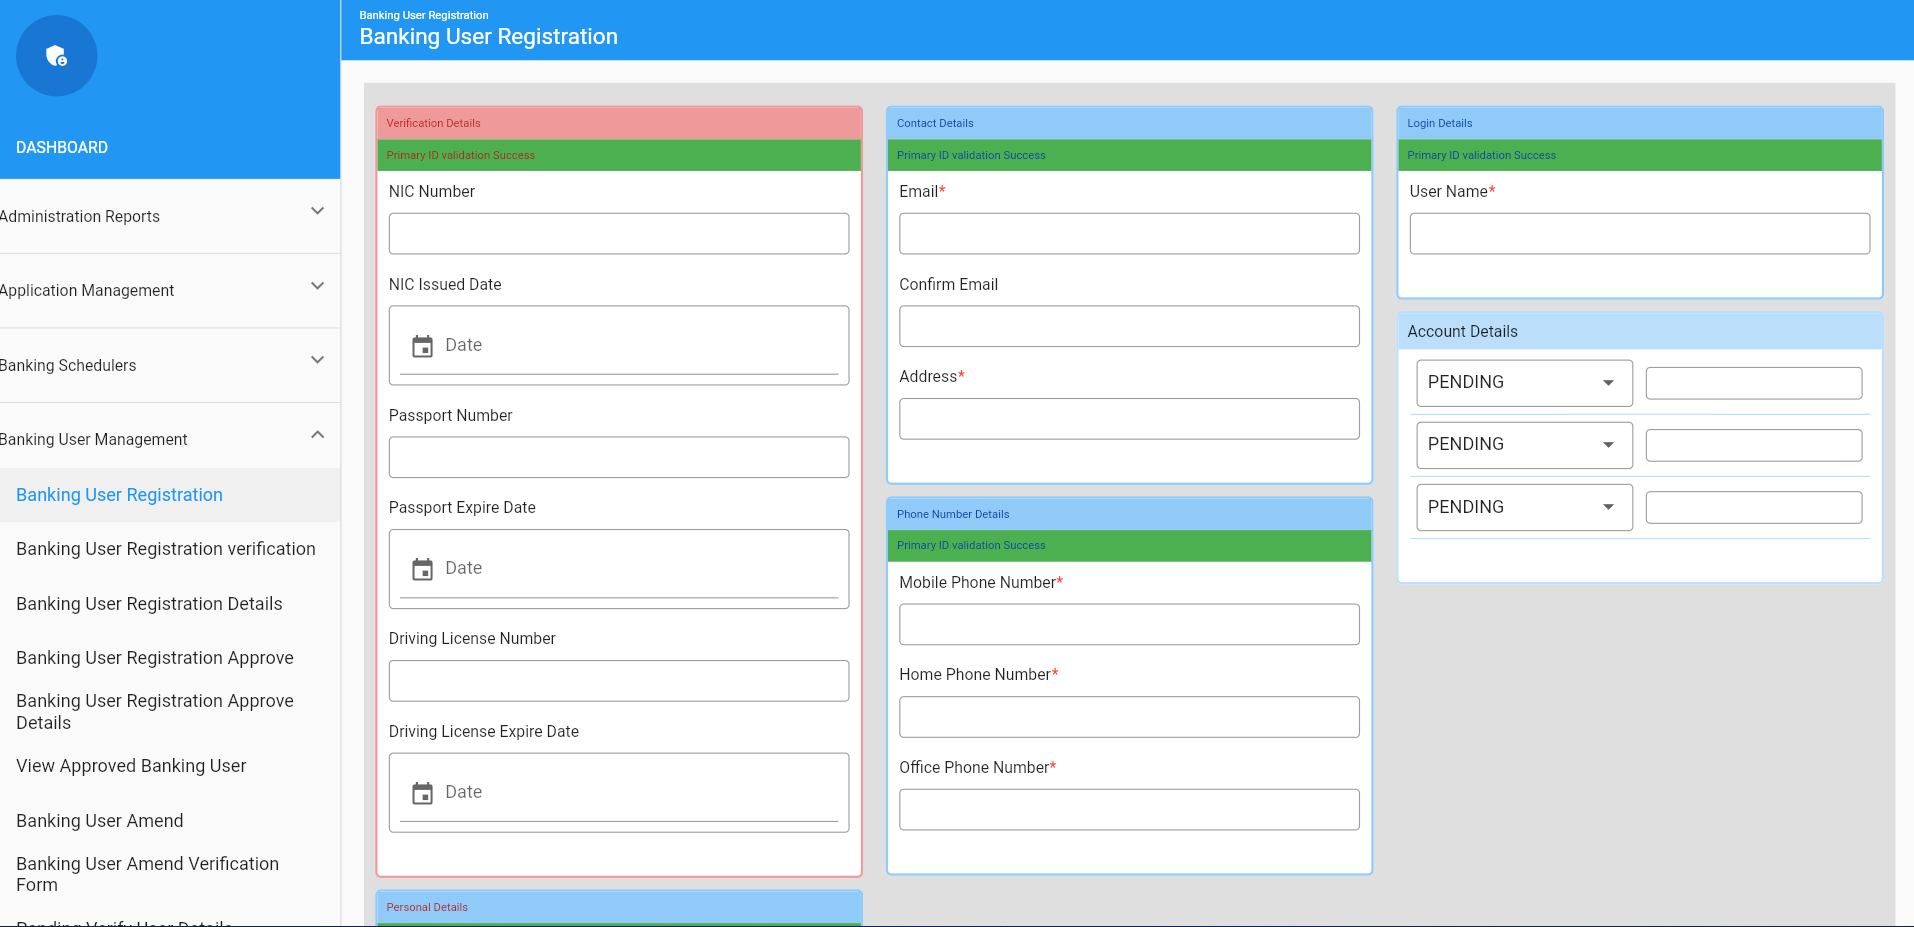 DASHBOARD
Administration Reports
Application Management
Banking Schedulers
Banking User Management
Banking User Registration
Banking User Registration verification
Banking User Registration Details
Banking User Registration Approve
Banking User Registration Approve
Details
View Approved Banking User
Banking User Amend
Banking User Amend Verification
Form
Pending Verify User Details
Banking User Registration
Banking User Registration
Verification Details
Primary ID validation Success
NIC Number
NIC Issued Date
Date
Passport Number
Passport Expire Date
Date
Driving License Number
Driving License Expire Date
Date
Personal Details
Contact Details
Primary ID validation Success
Email*
Confirm Email
Address*
Phone Number Details
Primary ID validation Success
Mobile Phone Number*
Home Phone Number*
Office Phone Number*
Login Details
Primary ID validation Success
User Name*
Account Details
PENDING
PENDING
PENDING